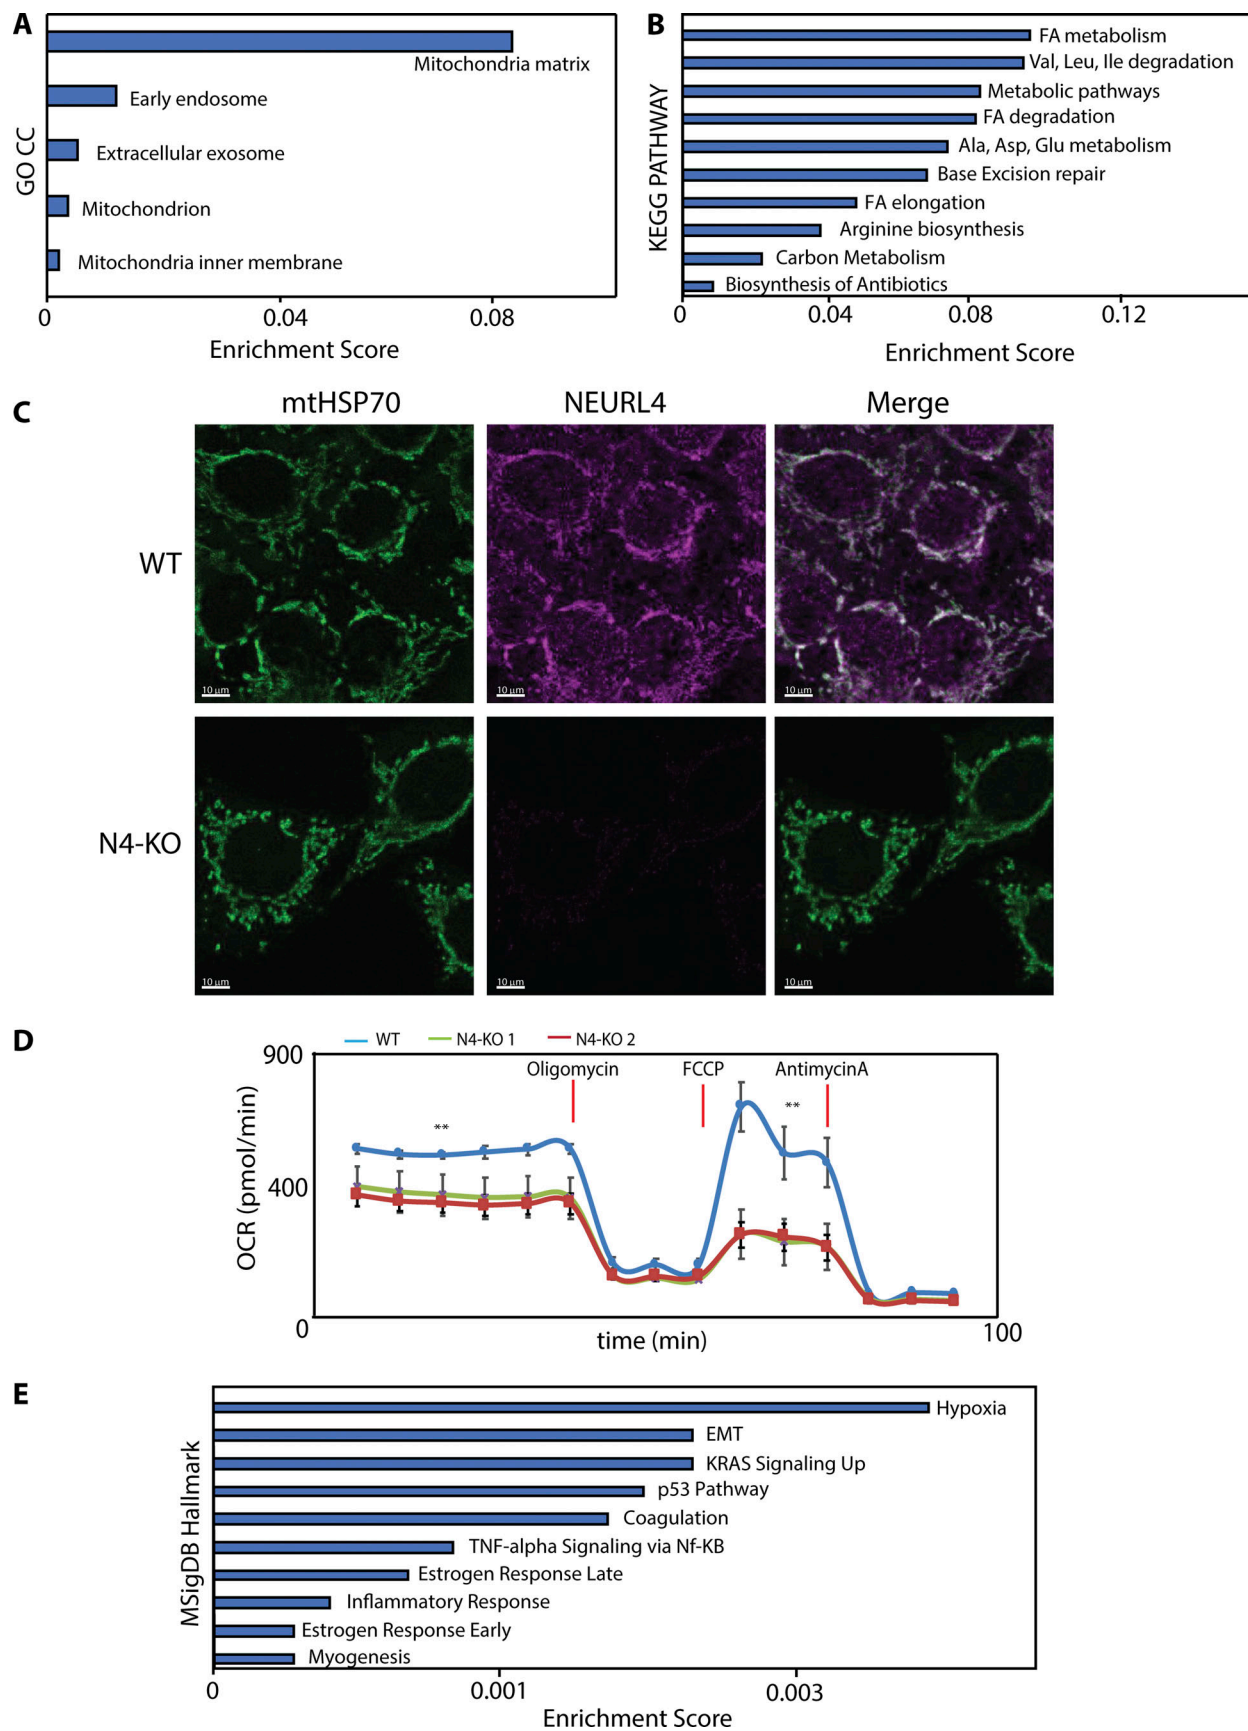 A
GO CC
Mitochondria matrix
Early endosome
Extracellular exosome
Mitochondrion
Mitochondria inner membrane
0 0.04 0.08
Enrichment Score
B
KEGG PATHWAY
FA metabolism
Val, Leu, Ile degradation
Metabolic pathways
FA degradation
Ala, Asp, Glu metabolism
Base Excision repair
FA elongation
Arginine biosynthesis
Carbon Metabolism
Biosynthesis of Antibiotics
0 0.04 0.08 0.12
Enrichment Score
C
mtHSP70 NEURL4 Merge
WT
10 µm 10 µm 10 µm
N4-KO
10 µm 10 µm 10 µm
D
WT N4-KO 1 N4-KO 2
900
Oligomycin FCCP AntimycinA
** **
OCR (pmol/min)
400
0 100
time (min)
E
MSigDB Hallmark
Hypoxia
EMT
KRAS Signaling Up
p53 Pathway
Coagulation
TNF-alpha Signaling via Nf-KB
Estrogen Response Late
Inflammatory Response
Estrogen Response Early
Myogenesis
0 0.001 0.003
Enrichment Score